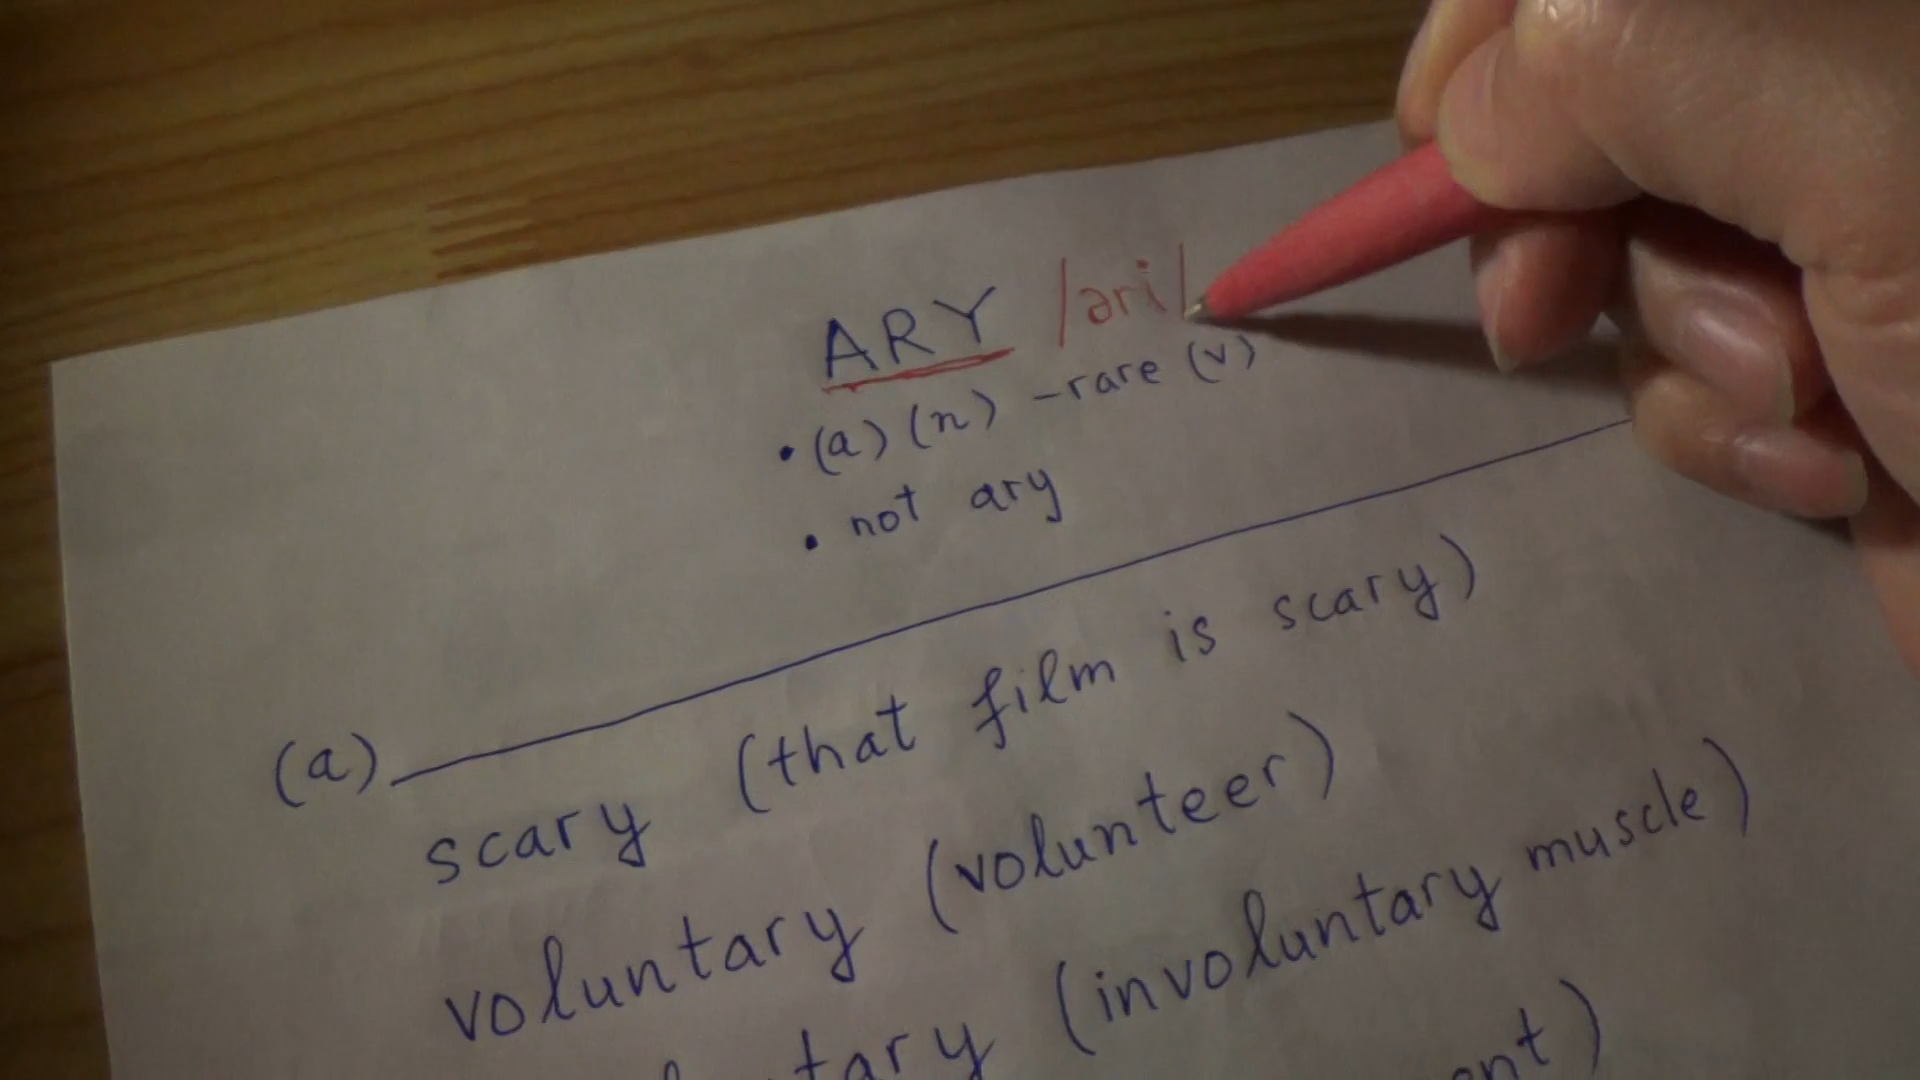 ARY /əri/
• (a) (n) - rare (v)
• not ary
(a)
scary (that film is scary)
voluntary (volunteer)
(involuntary muscle)